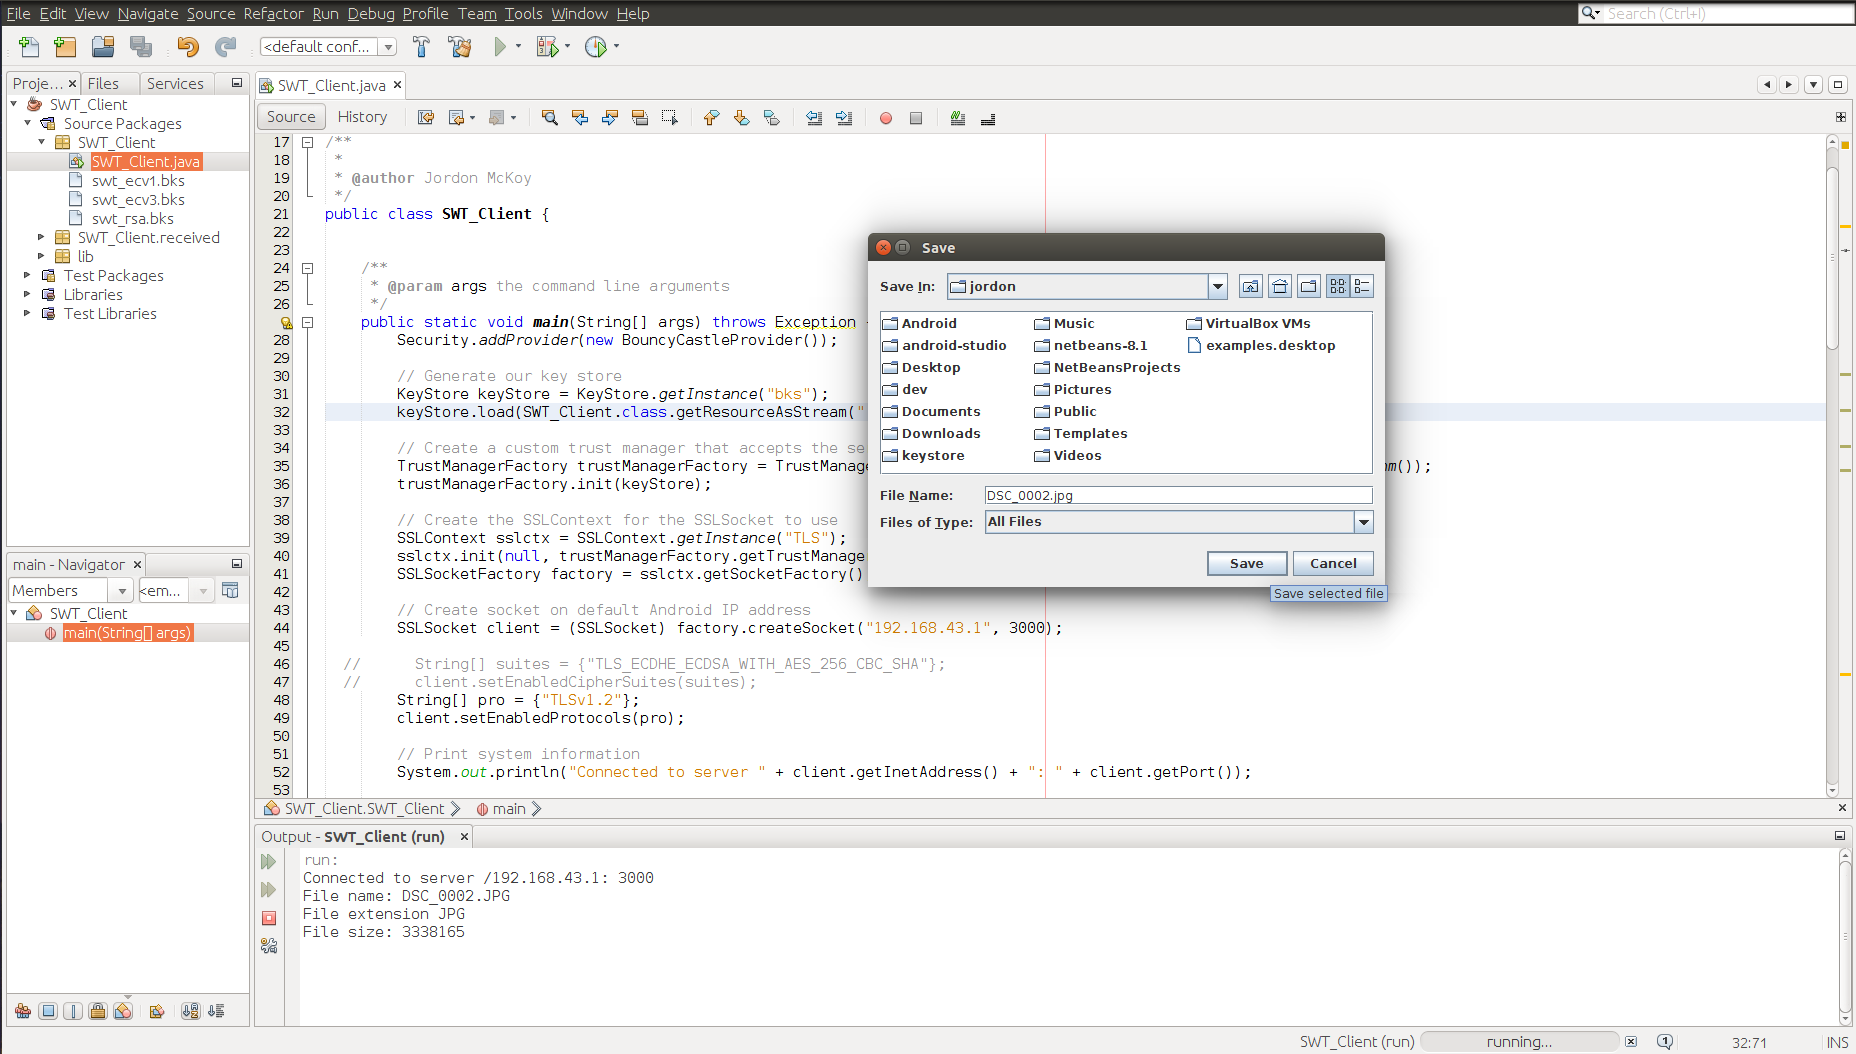 File Edit View Navigate Source Refactor Run Debug Profile Team Tools Window Help
Search (Ctrl+I)
<default conf...
Proje... Files Services
SWT_Client
Source Packages
SWT_Client
SWT_Client.java
swt_ecv1.bks
swt_ecv3.bks
swt_rsa.bks
SWT_Client.received
lib
Test Packages
Libraries
Test Libraries
main - Navigator
Members
<em...
SWT_Client
main(String[] args)
SWT_Client.java
Source History
17 /**
18 *
19 * @author Jordon McKoy
20 */
21 public class SWT_Client {
22
23
24 /**
25 * @param args the command line arguments
26 */
public static void main(String[] args) throws Exception
28 Security.addProvider(new BouncyCastleProvider());
29
30 // Generate our key store
31 KeyStore keyStore = KeyStore.getInstance("bks");
32 keyStore.load(SWT_Client.class.getResourceAsStream("
33
34 // Create a custom trust manager that accepts the se
35 TrustManagerFactory trustManagerFactory = TrustManage m());
36 trustManagerFactory.init(keyStore);
37
38 // Create the SSLContext for the SSLSocket to use
39 SSLContext sslctx = SSLContext.getInstance("TLS");
40 sslctx.init(null, trustManagerFactory.getTrustManage
41 SSLSocketFactory factory = sslctx.getSocketFactory()
42
43 // Create socket on default Android IP address
44 SSLSocket client = (SSLSocket) factory.createSocket("192.168.43.1", 3000);
45
46 // String[] suites = {"TLS_ECDHE_ECDSA_WITH_AES_256_CBC_SHA"};
47 // client.setEnabledCipherSuites(suites);
48 String[] pro = {"TLSv1.2"};
49 client.setEnabledProtocols(pro);
50
51 // Print system information
52 System.out.println("Connected to server " + client.getInetAddress() + ": " + client.getPort());
53
SWT_Client.SWT_Client main
Save
Save In: jordon
Android
android-studio
Desktop
dev
Documents
Downloads
keystore
Music
netbeans-8.1
NetBeansProjects
Pictures
Public
Templates
Videos
VirtualBox VMs
examples.desktop
File Name: DSC_0002.jpg
Files of Type: All Files
Save Cancel
Save selected file
Output - SWT_Client (run)
run:
Connected to server /192.168.43.1: 3000
File name: DSC_0002.JPG
File extension JPG
File size: 3338165
SWT_Client (run) running... 1 32:71 INS